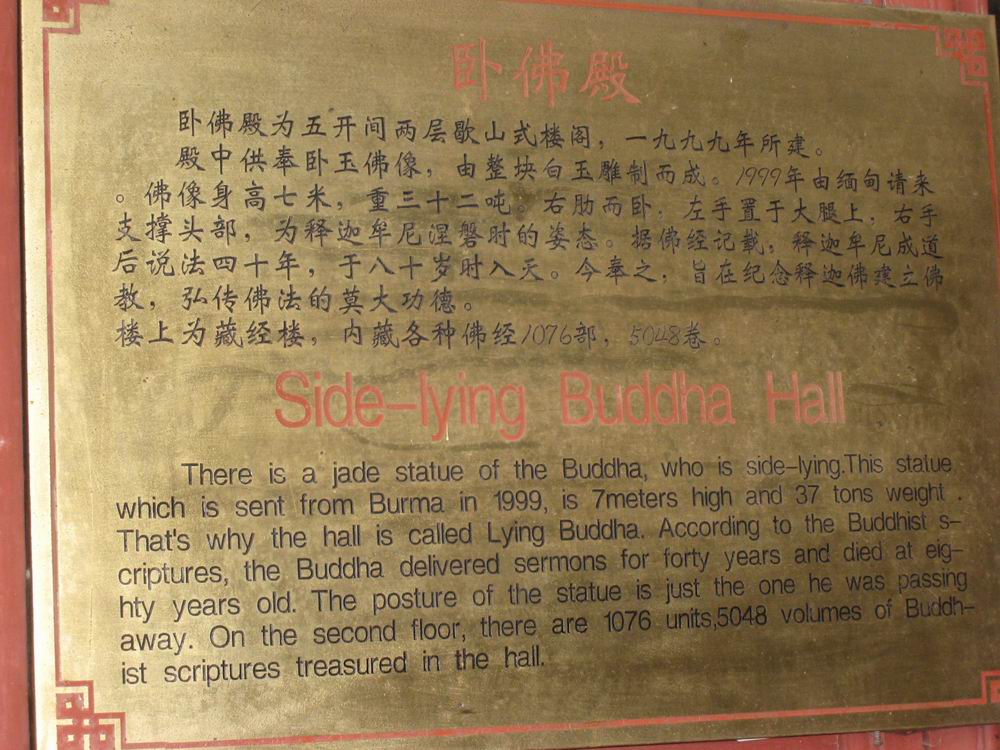 卧佛殿
卧佛殿为五开间两层歇山式楼阁，一九九九年所建。
殿中供奉卧玉佛像，由整块白玉雕制而成。1999年由缅甸请来
。佛像身高七米，重三十二吨。右肋而卧，左手置于大腿上，右手
支撑头部，为释迦牟尼涅磐时的姿态。据佛经记载，释迦牟尼成道
后说法四十年，于八十岁时入灭。今奉之，旨在纪念释迦佛建立佛
教，弘传佛法的莫大功德。
楼上为藏经楼，内藏各种佛经1076部，5048卷。
Side-lying Buddha Hall
There is a jade statue of the Buddha, who is side-lying.This statue
which is sent from Burma in 1999, is 7meters high and 37 tons weight .
That's why the hall is called Lying Buddha. According to the Buddhist s-
criptures, the Buddha delivered sermons for forty years and died at eig-
hty years old. The posture of the statue is just the one he was passing
away. On the second floor, there are 1076 units,5048 volumes of Buddh-
ist scriptures treasured in the hall.